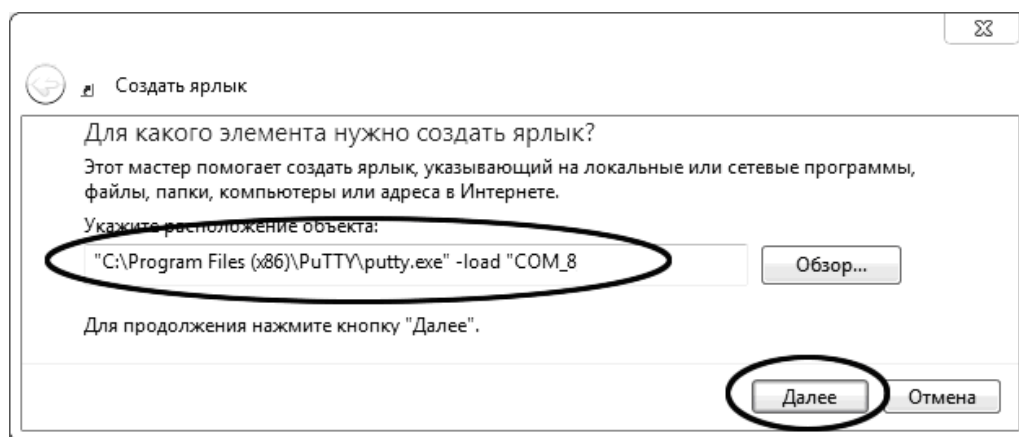 Создать ярлык
Для какого элемента нужно создать ярлык?
Этот мастер помогает создать ярлык, указывающий на локальные или сетевые программы,
файлы, папки, компьютеры или адреса в Интернете.
Укажите расположение объекта:
"C:\Program Files (x86)\PuTTY\putty.exe" -load "COM_8
Обзор...
Для продолжения нажмите кнопку "Далее".
Далее
Отмена